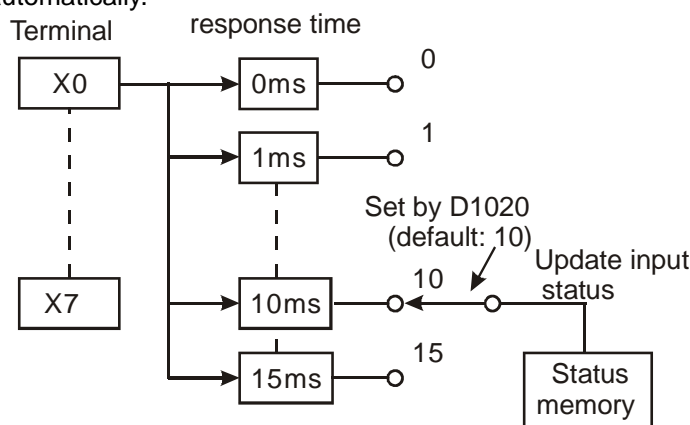 automatically.
Terminal
response time
X0
0ms
0
1ms
1
Set by D1020
(default: 10)
Update input
status
X7
10ms
10
15ms
15
Status
memory